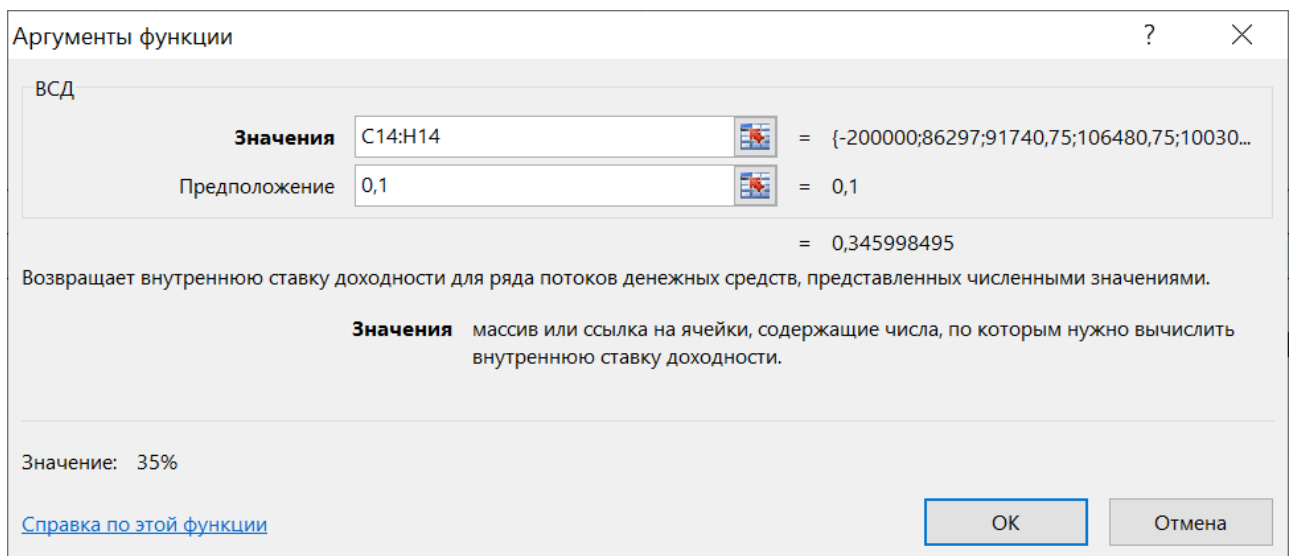 Аргументы функции ?
ВСД
Значения C14:H14 = {-200000;86297;91740,75;106480,75;10030...
Предположение 0,1 = 0,1
= 0,345998495
Возвращает внутреннюю ставку доходности для ряда потоков денежных средств, представленных численными значениями.
Значения массив или ссылка на ячейки, содержащие числа, по которым нужно вычислить
внутреннюю ставку доходности.
Значение: 35%
Справка по этой функции ОК Отмена